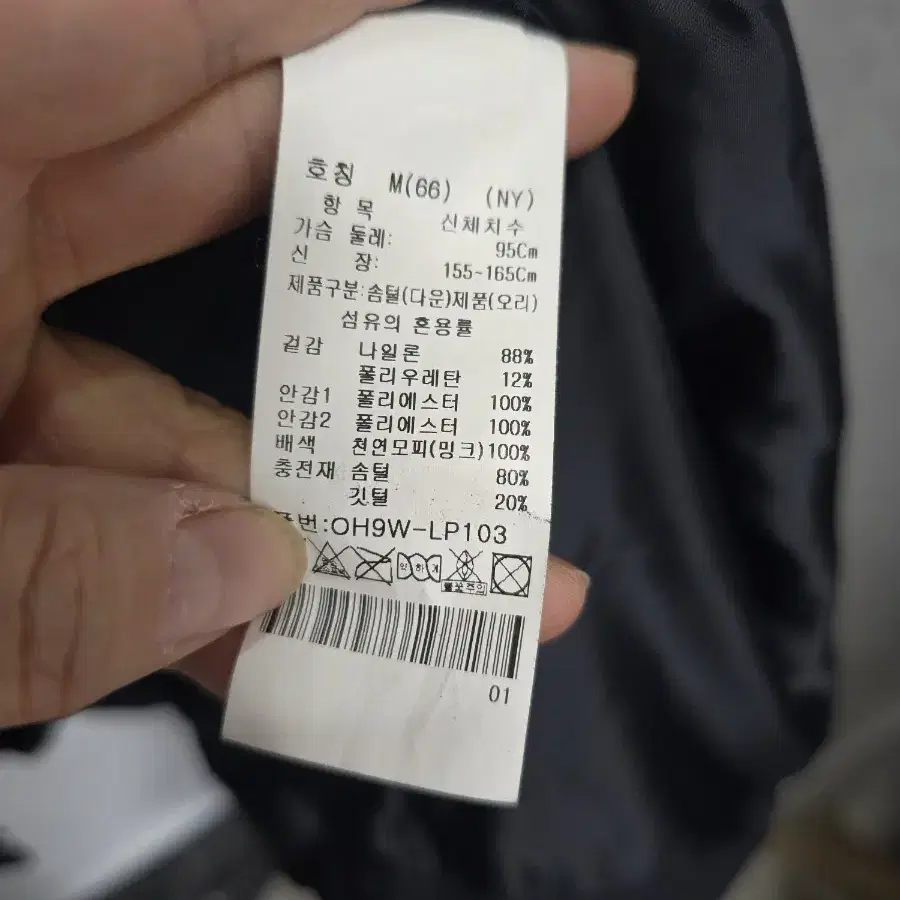 호칭 M(66) (NY)
항 목 신체치수
가슴 둘레: 95Cm
신 장: 155~165Cm
제품구분:솜털(다운)제품(오리)
섬유의 혼용률
겉감 나일론 88%
폴리우레탄 12%
안감1 폴리에스터 100%
안감2 폴리에스터 100%
배색 천연모피(밍크)100%
충전재 솜털 80%
깃털 20%
번:OH9W-LP103
약하게
01